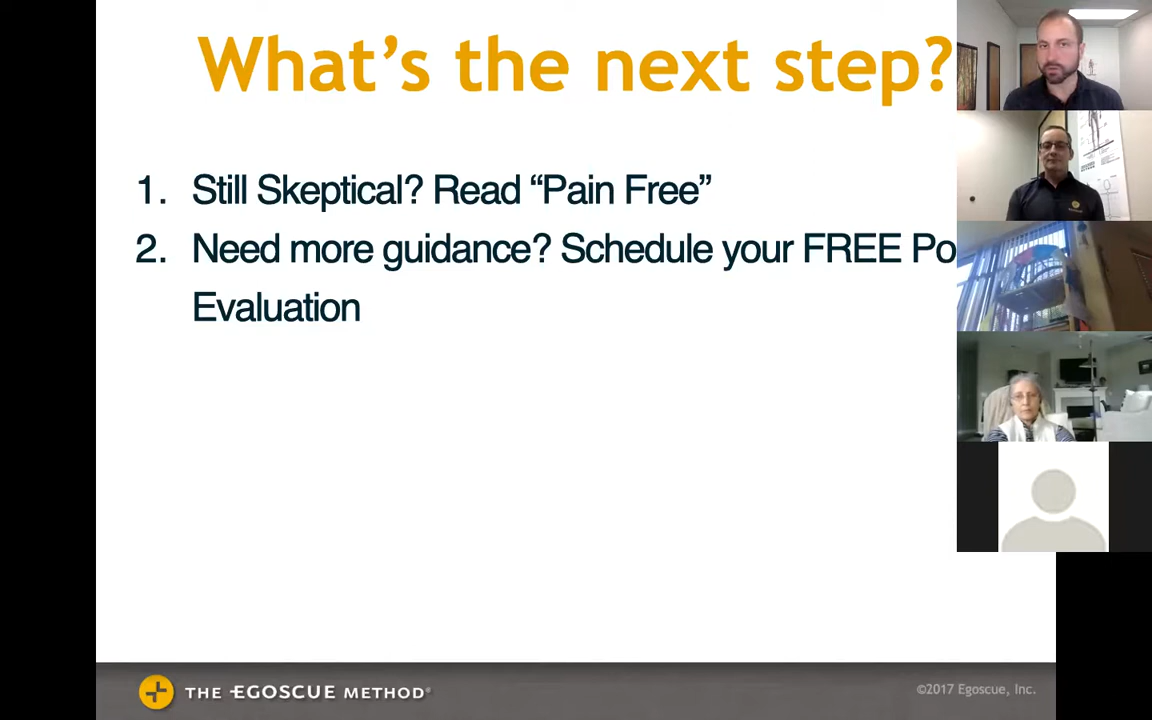 What's the next step?
1. Still Skeptical? Read “Pain Free”
2. Need more guidance? Schedule your FREE Po
Evaluation
THE EGOSCUE METHOD®
©2017 Egoscue, Inc.